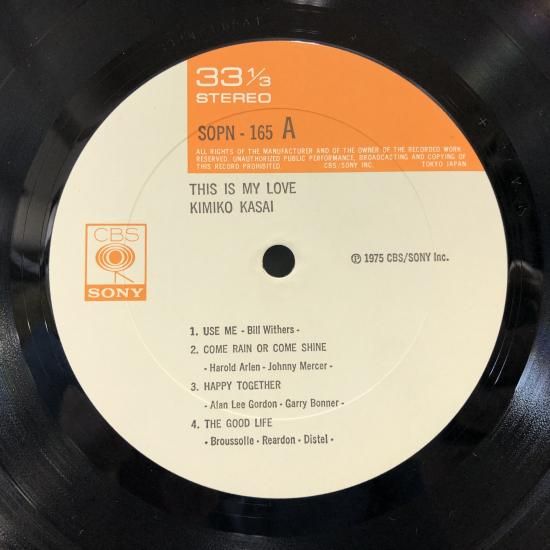 33 1/3
STEREO
SOPN - 165 A
ALL RIGHTS OF THE MANUFACTURER AND OF THE OWNER OF THE RECORDED WORK
RESERVED. UNAUTHORIZED PUBLIC PERFORMANCE, BROADCASTING AND COPYING OF
THIS RECORD PROHIBITED. CBS/SONY INC. TOKYO JAPAN
THIS IS MY LOVE
KIMIKO KASAI
CBS
SONY
℗ 1975 CBS/SONY Inc.
1. USE ME - Bill Withers -
2. COME RAIN OR COME SHINE
- Harold Arlen - Johnny Mercer -
3. HAPPY TOGETHER
- Alan Lee Gordon - Garry Bonner -
4. THE GOOD LIFE
- Broussolle - Reardon - Distel -